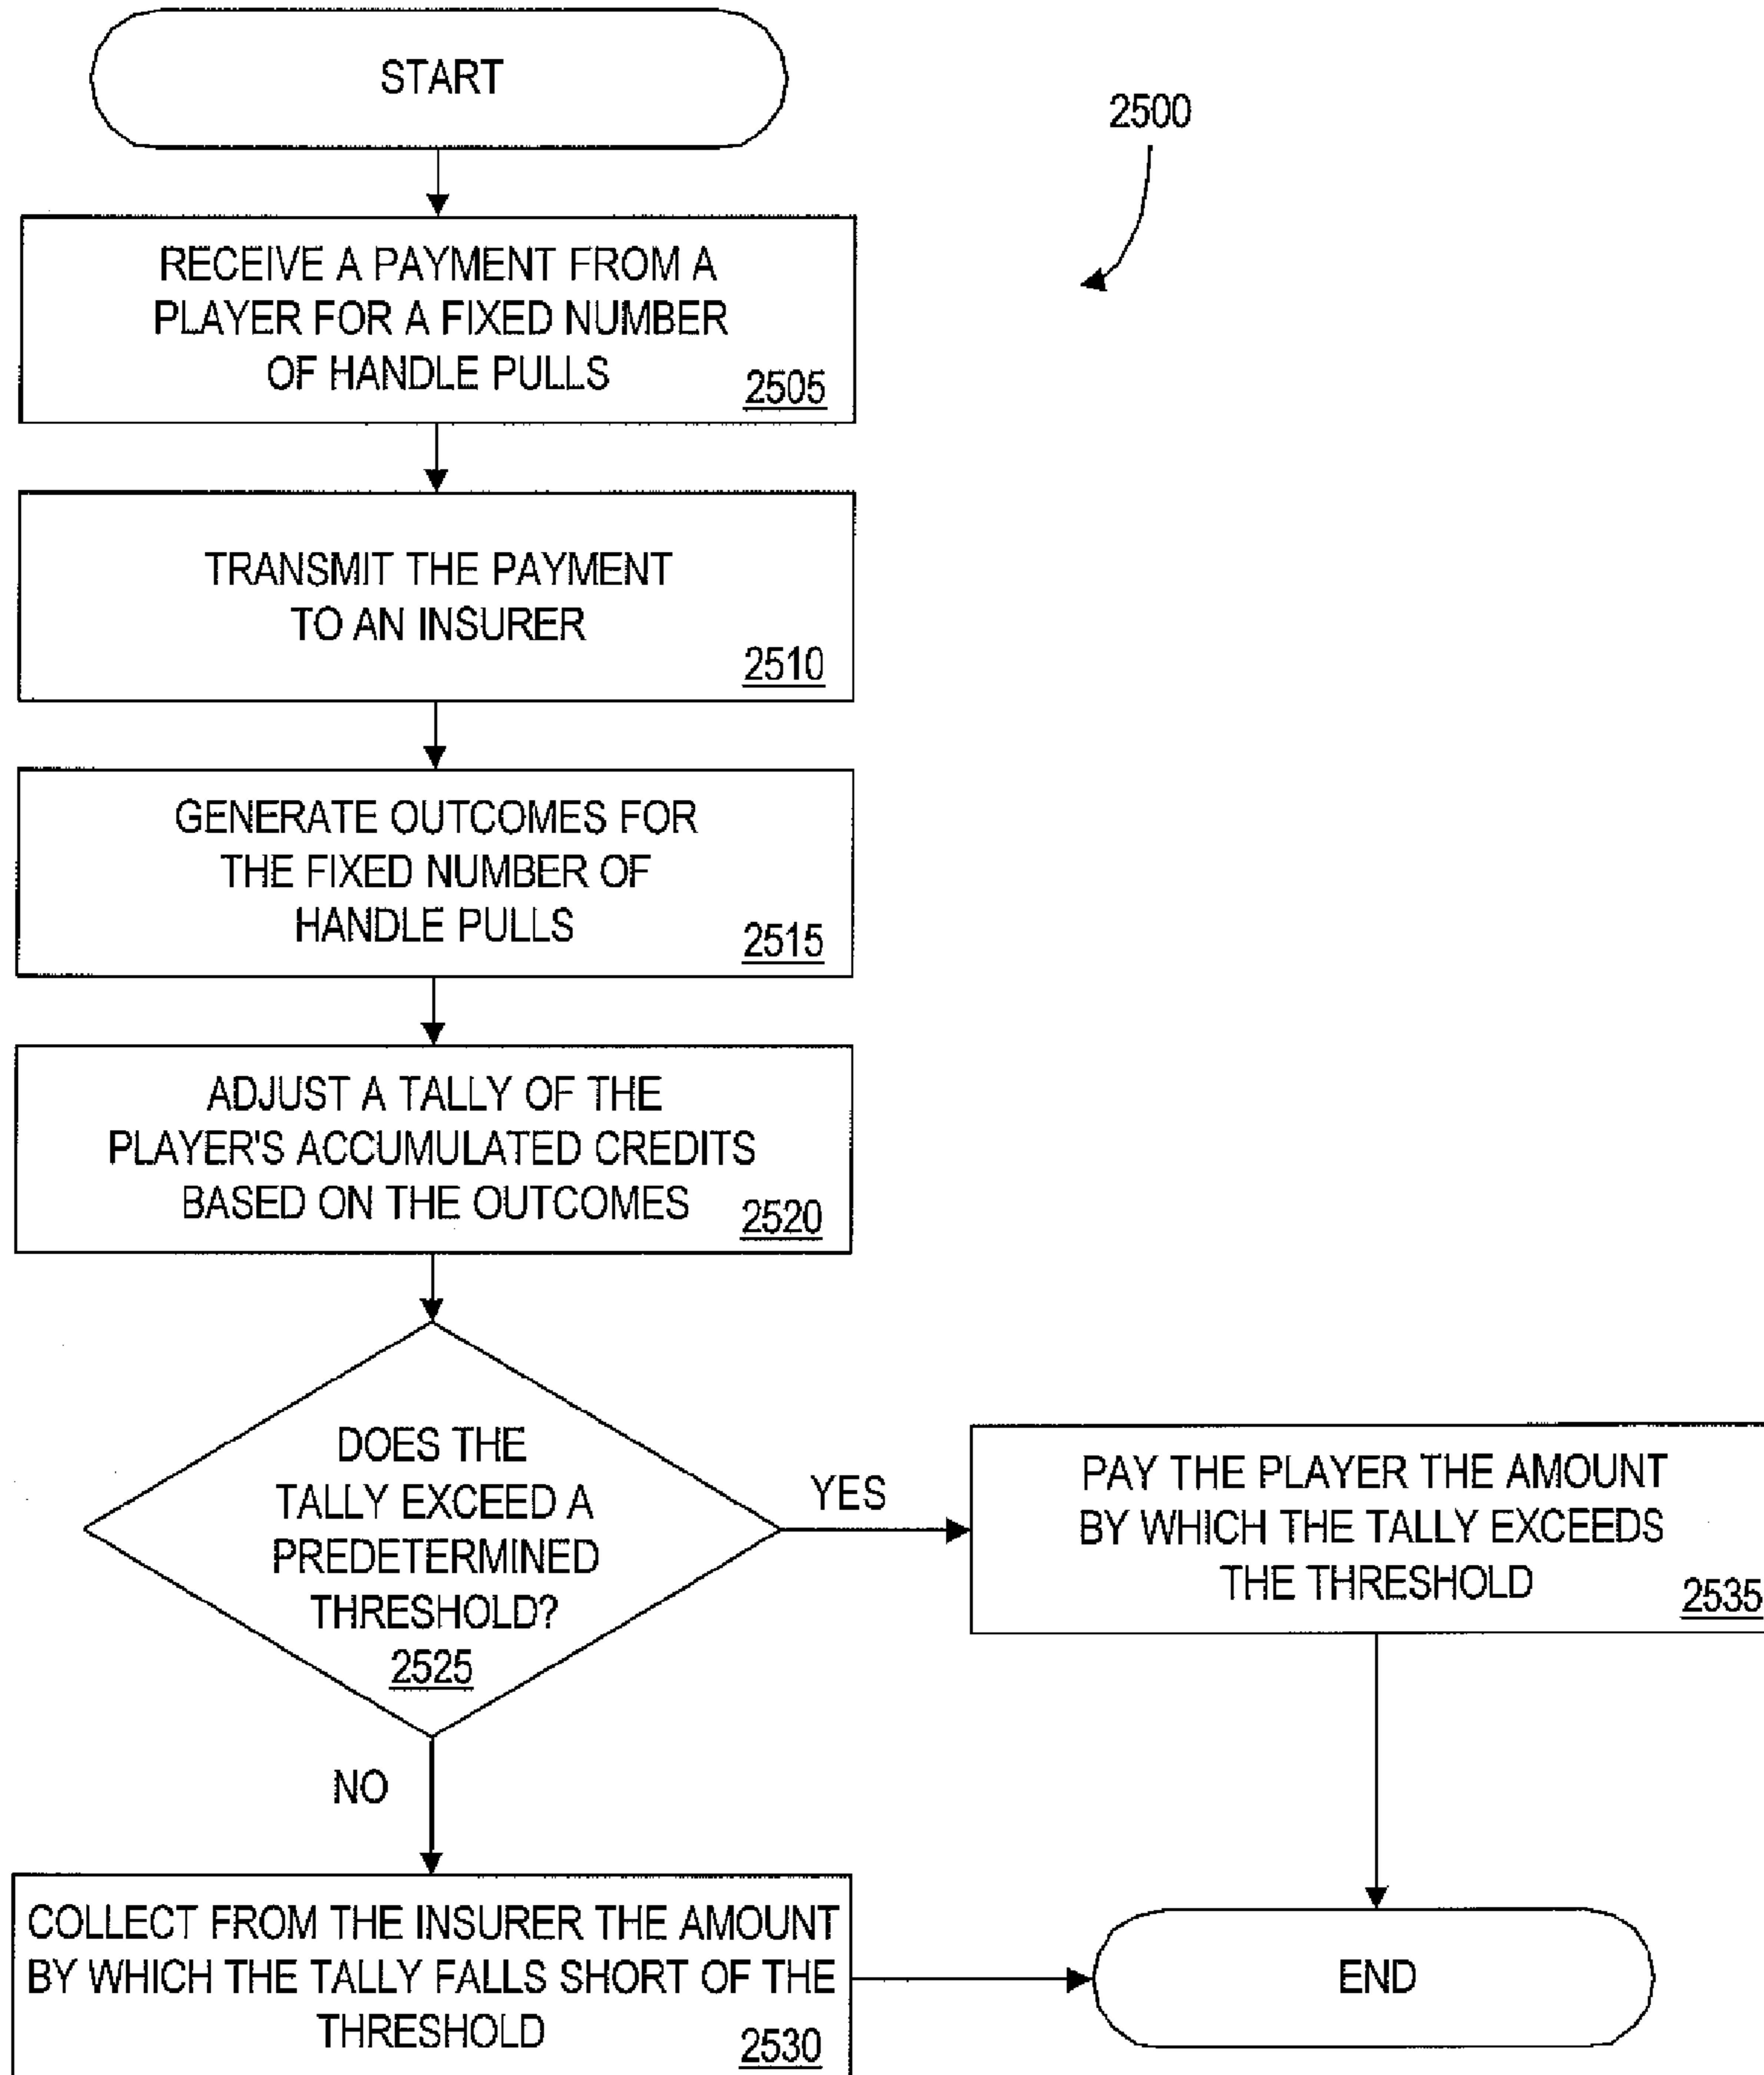 START
2500
RECEIVE A PAYMENT FROM A
PLAYER FOR A FIXED NUMBER
OF HANDLE PULLS
2505
TRANSMIT THE PAYMENT
TO AN INSURER
2510
GENERATE OUTCOMES FOR
THE FIXED NUMBER OF
HANDLE PULLS
2515
ADJUST A TALLY OF THE
PLAYER'S ACCUMULATED CREDITS
BASED ON THE OUTCOMES
2520
DOES THE
TALLY EXCEED A
PREDETERMINED
THRESHOLD?
2525
YES
PAY THE PLAYER THE AMOUNT
BY WHICH THE TALLY EXCEEDS
THE THRESHOLD
2535
NO
COLLECT FROM THE INSURER THE AMOUNT
BY WHICH THE TALLY FALLS SHORT OF THE
THRESHOLD
2530
END